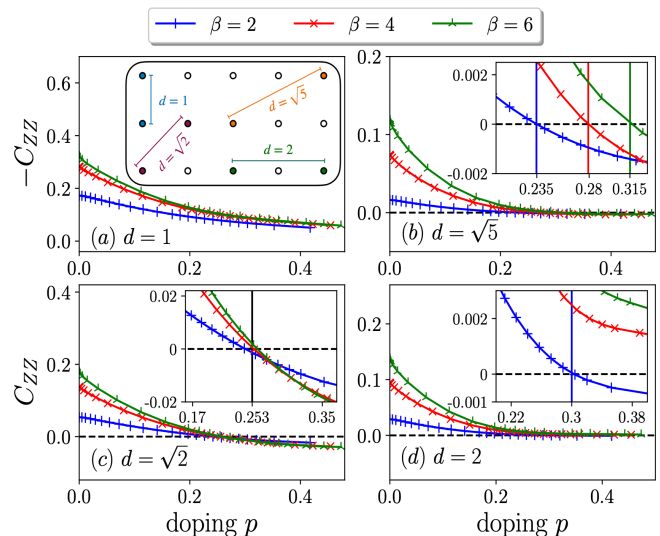 β = 2 β = 4 β = 6
−C_ZZ
0.6
0.4
0.2
0.0
d = 1
d = √5
d = √2
d = 2
(a) d = 1
0.0 0.2 0.4
0.2
0.1
0.0
0.002
0
-0.002
0.235 0.28 0.315
(b) d = √5
0.0 0.2 0.4
C_ZZ
0.4
0.2
0.0
0.02
0
-0.02
0.17 0.253 0.35
(c) d = √2
0.0 0.2 0.4
doping p
0.2
0.1
0.0
0.002
0
-0.001
0.22 0.3 0.38
(d) d = 2
0.0 0.2 0.4
doping p